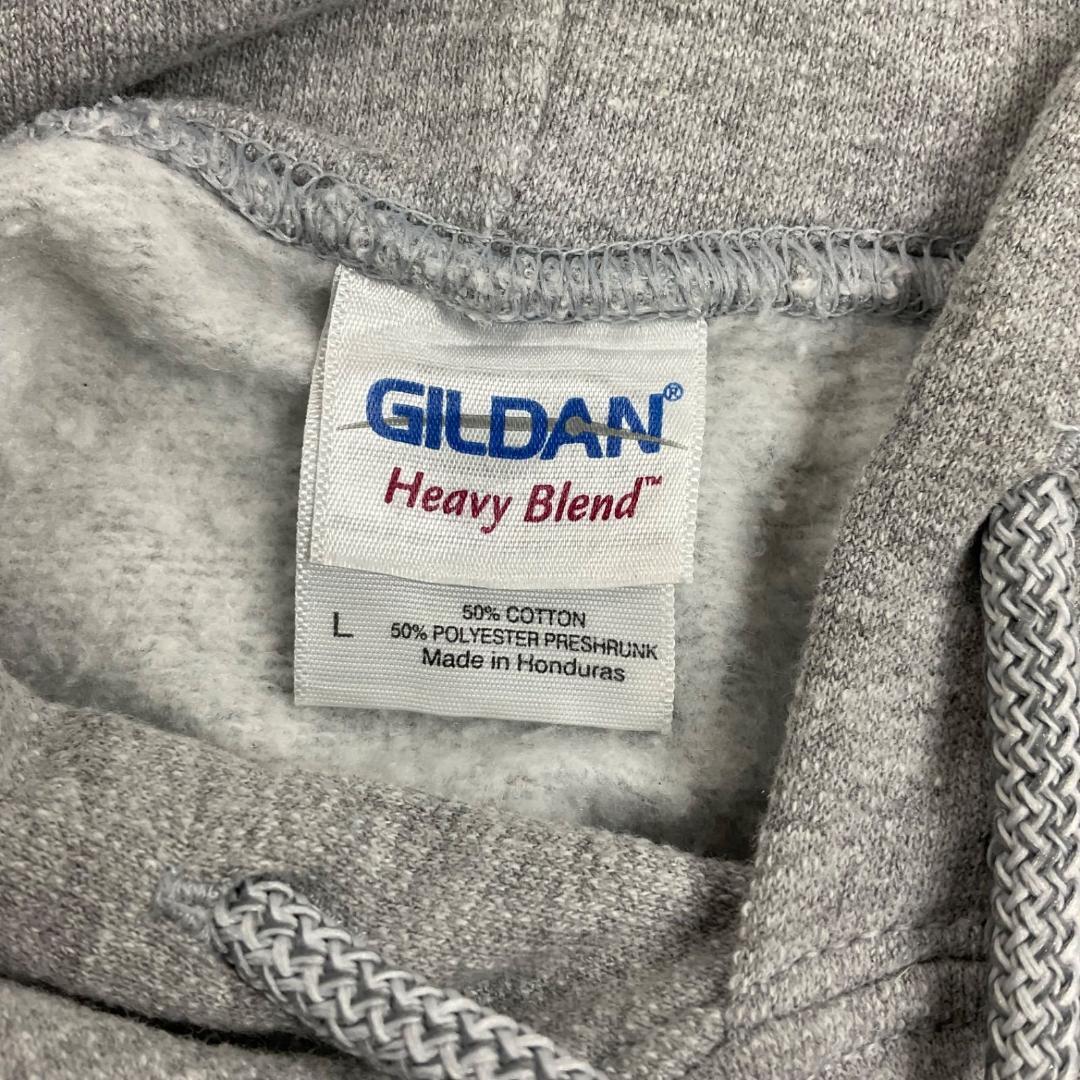 GILDAN®
Heavy Blend™
L
50% COTTON
50% POLYESTER PRESHRUNK
Made in Honduras